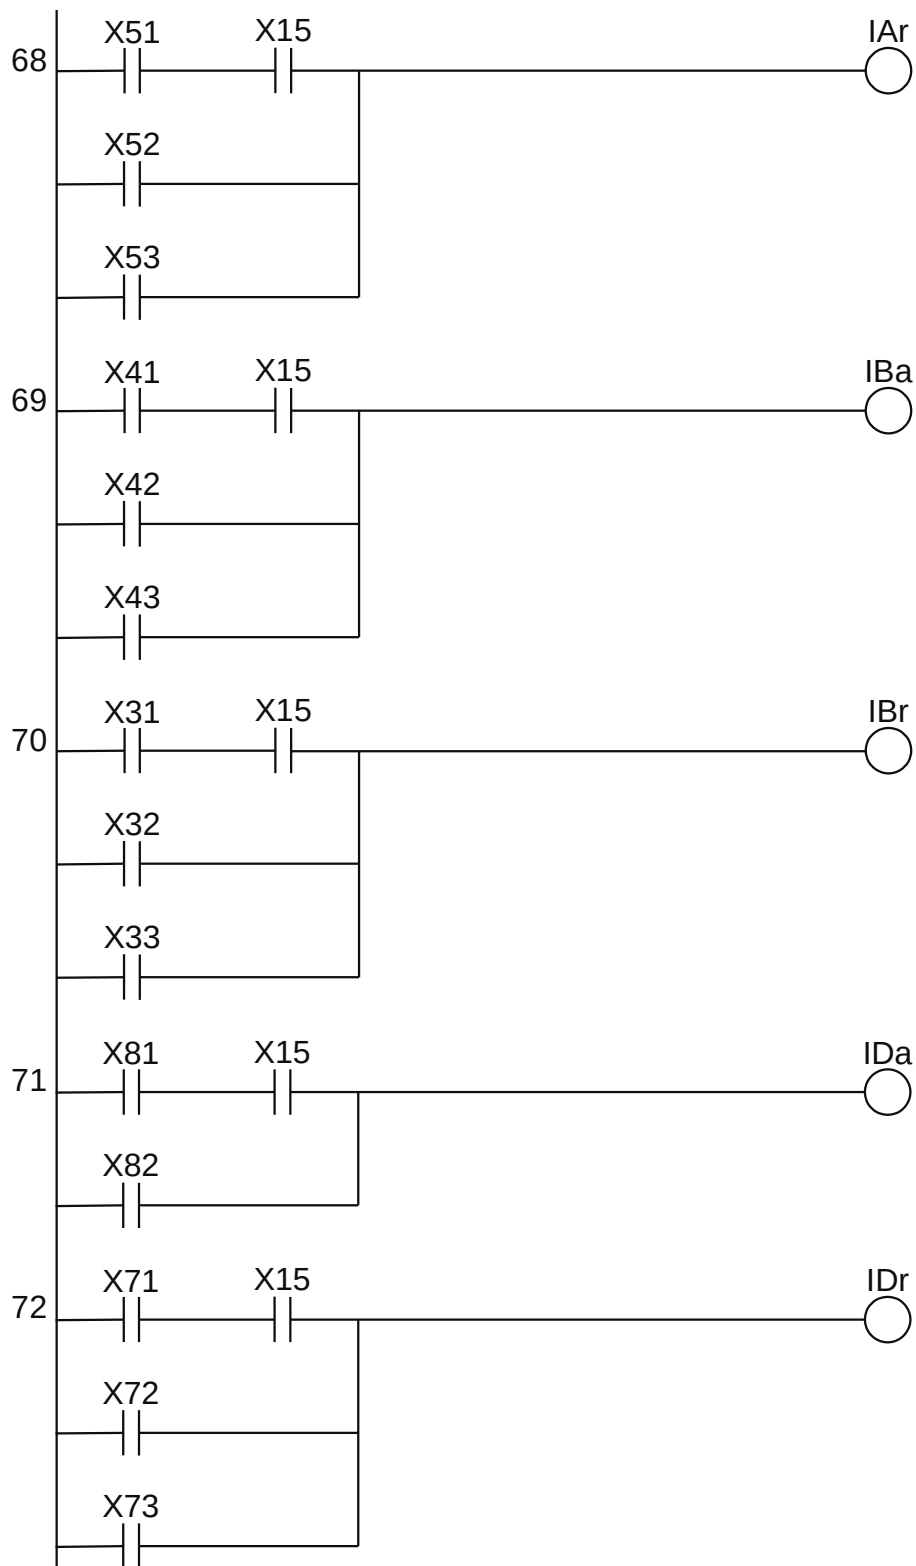 X51 X15 IAr
68
X52
X53
X41 X15 IBa
69
X42
X43
X31 X15 IBr
70
X32
X33
X81 X15 IDa
71
X82
X71 X15 IDr
72
X72
X73